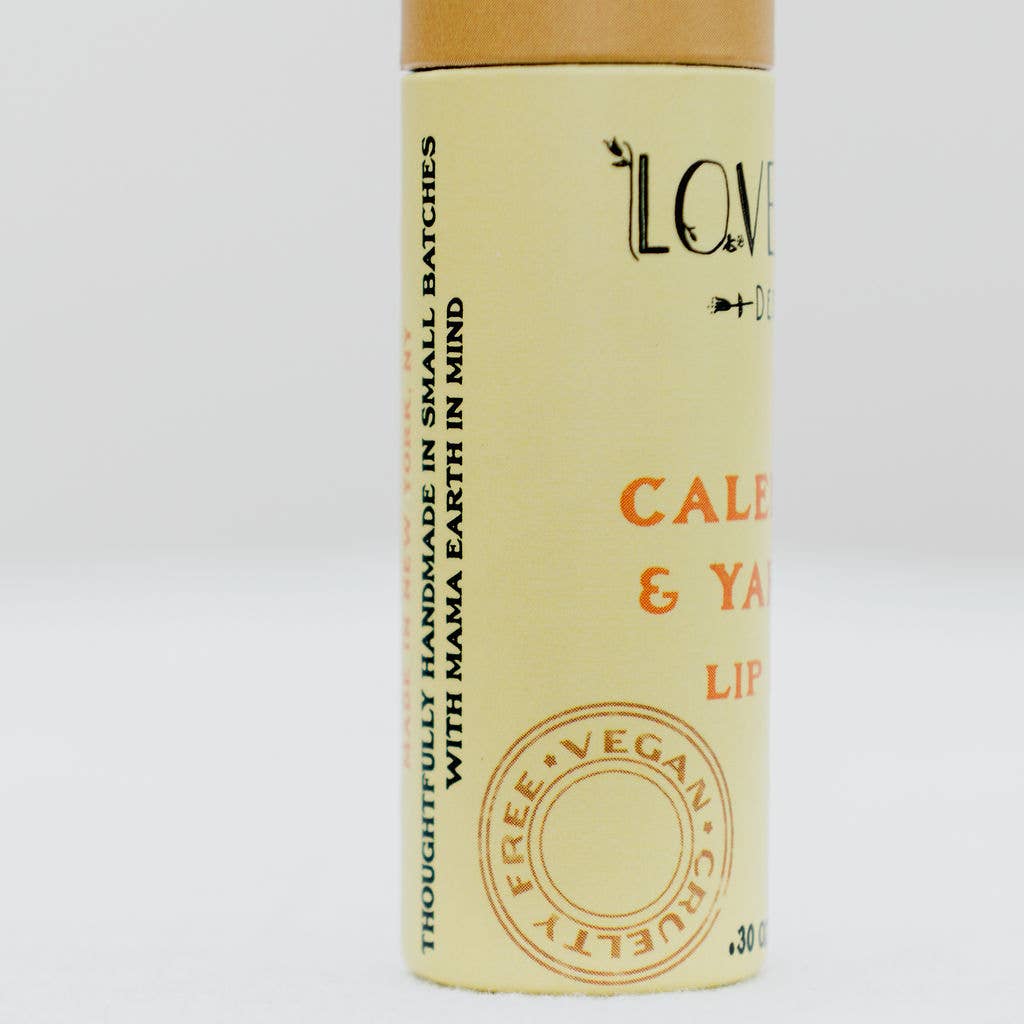 MADE IN NEW YORK, NY
THOUGHTFULLY HANDMADE IN SMALL BATCHES
WITH MAMA EARTH IN MIND
LOVE
CALE
& YA
LIP
VEGAN • CRUELTY FREE •
.30